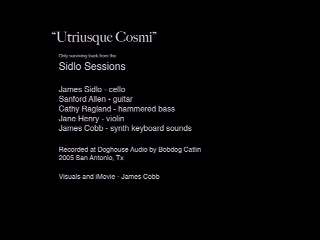 “Utriusque Cosmi”
Only surviving track from the
Sidlo Sessions
James Sidlo - cello
Sanford Allen - guitar
Cathy Ragland - hammered bass
Jane Henry - violin
James Cobb - synth keyboard sounds
Recorded at Doghouse Audio by Bobdog Catlin
2005 San Antonio, Tx
Visuals and iMovie - James Cobb